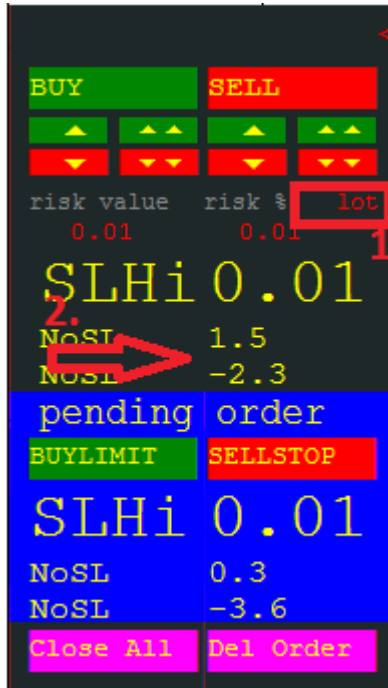 <
BUY SELL
risk value risk % lot
0.01 0.01 1
SLHi 0.01
2.
NoSL 1.5
NoSL -2.3
pending order
BUYLIMIT SELLSTOP
SLHi 0.01
NoSL 0.3
NoSL -3.6
Close All Del Order